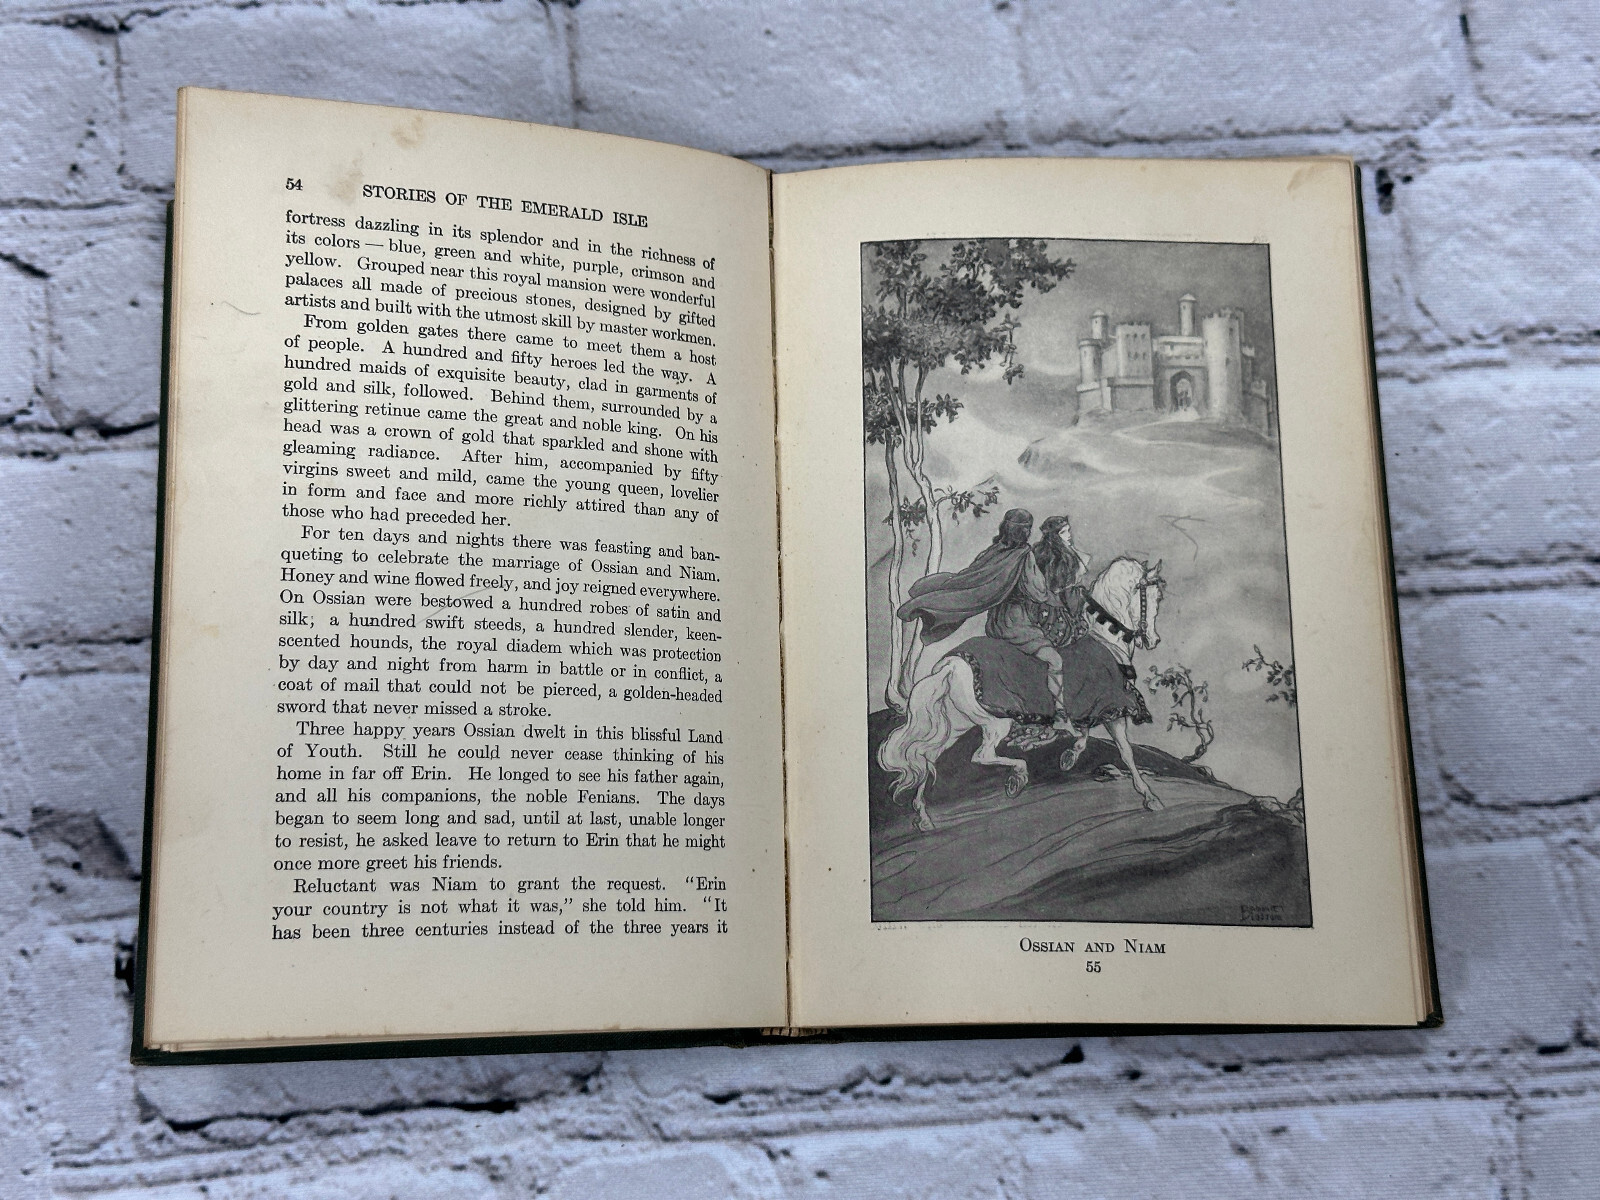 54
STORIES OF THE EMERALD ISLE
fortress dazzling in its splendor and in the richness of
its colors — blue, green and white, purple, crimson and
yellow. Grouped near this royal mansion were wonderful
palaces all made of precious stones, designed by gifted
artists and built with the utmost skill by master workmen.
From golden gates there came to meet them a host
of people. A hundred and fifty heroes led the way. A
hundred maids of exquisite beauty, clad in garments of
gold and silk, followed. Behind them, surrounded by a
glittering retinue came the great and noble king. On his
head was a crown of gold that sparkled and shone with
gleaming radiance. After him, accompanied by fifty
virgins sweet and mild, came the young queen, lovelier
in form and face and more richly attired than any of
those who had preceded her.
For ten days and nights there was feasting and ban-
queting to celebrate the marriage of Ossian and Niam.
Honey and wine flowed freely, and joy reigned everywhere.
On Ossian were bestowed a hundred robes of satin and
silk; a hundred swift steeds, a hundred slender, keen-
scented hounds, the royal diadem which was protection
by day and night from harm in battle or in conflict, a
coat of mail that could not be pierced, a golden-headed
sword that never missed a stroke.
Three happy years Ossian dwelt in this blissful Land
of Youth. Still he could never cease thinking of his
home in far off Erin. He longed to see his father again,
and all his companions, the noble Fenians. The days
began to seem long and sad, until at last, unable longer
to resist, he asked leave to return to Erin that he might
once more greet his friends.
Reluctant was Niam to grant the request. "Erin
your country is not what it was," she told him. "It
has been three centuries instead of the three years it
OSSIAN AND NIAM
55